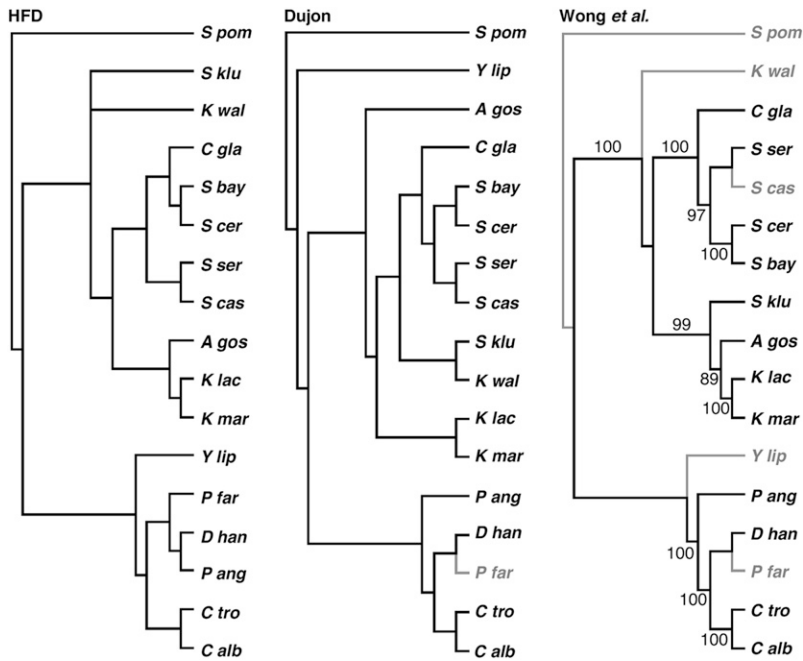 HFD
S pom
S klu
K wal
C gla
S bay
S cer
S ser
S cas
A gos
K lac
K mar
Y lip
P far
D han
P ang
C tro
C alb
Dujon
S pom
Y lip
A gos
C gla
S bay
S cer
S ser
S cas
S klu
K wal
K lac
K mar
P ang
D han
P far
C tro
C alb
Wong et al.
S pom
K wal
C gla
100
100
S ser
S cas
97
S cer
100
S bay
S klu
99
A gos
89
K lac
100
K mar
Y lip
P ang
D han
100
P far
100
C tro
100
C alb